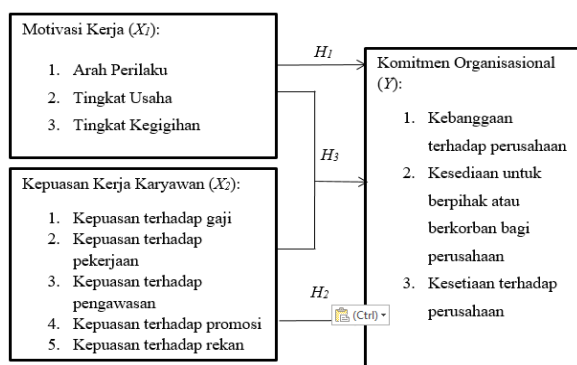 Motivasi Kerja (X₁):
1. Arah Perilaku
2. Tingkat Usaha
3. Tingkat Kegigihan
Kepuasan Kerja Karyawan (X₂):
1. Kepuasan terhadap gaji
2. Kepuasan terhadap
pekerjaan
3. Kepuasan terhadap
pengawasan
4. Kepuasan terhadap promosi
5. Kepuasan terhadap rekan
H₁
H₃
H₂
(Ctrl)
Komitmen Organisasional
(Y):
1. Kebanggaan
terhadap perusahaan
2. Kesediaan untuk
berpihak atau
berkorban bagi
perusahaan
3. Kesetiaan terhadap
perusahaan